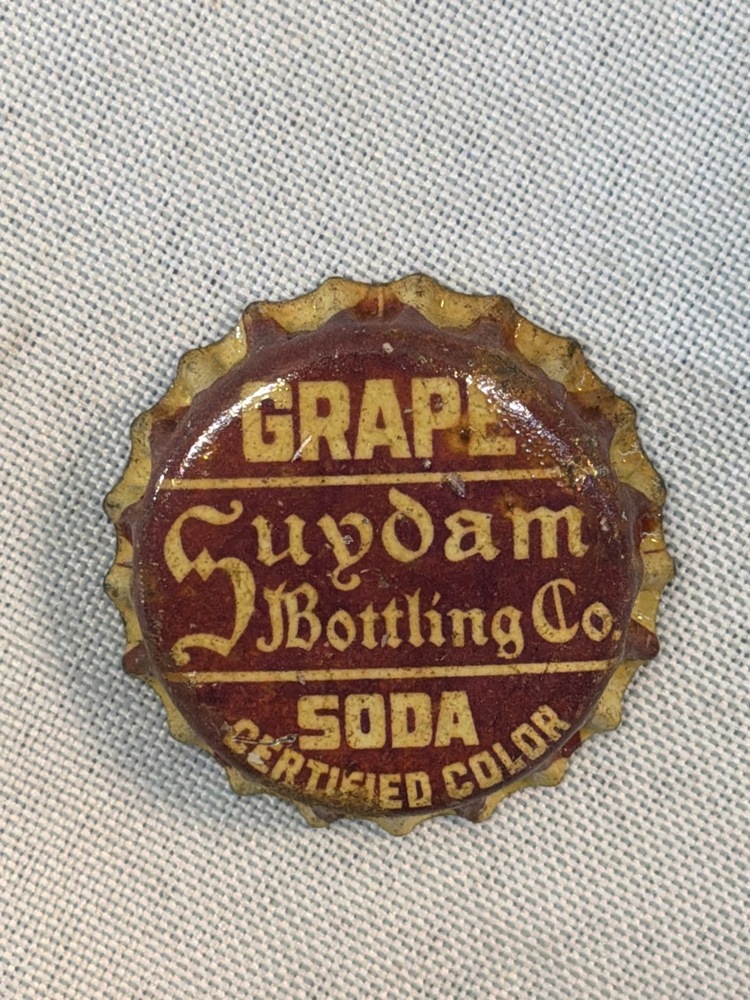 GRAPE
Suydam
Bottling Co.
SODA
CERTIFIED COLOR